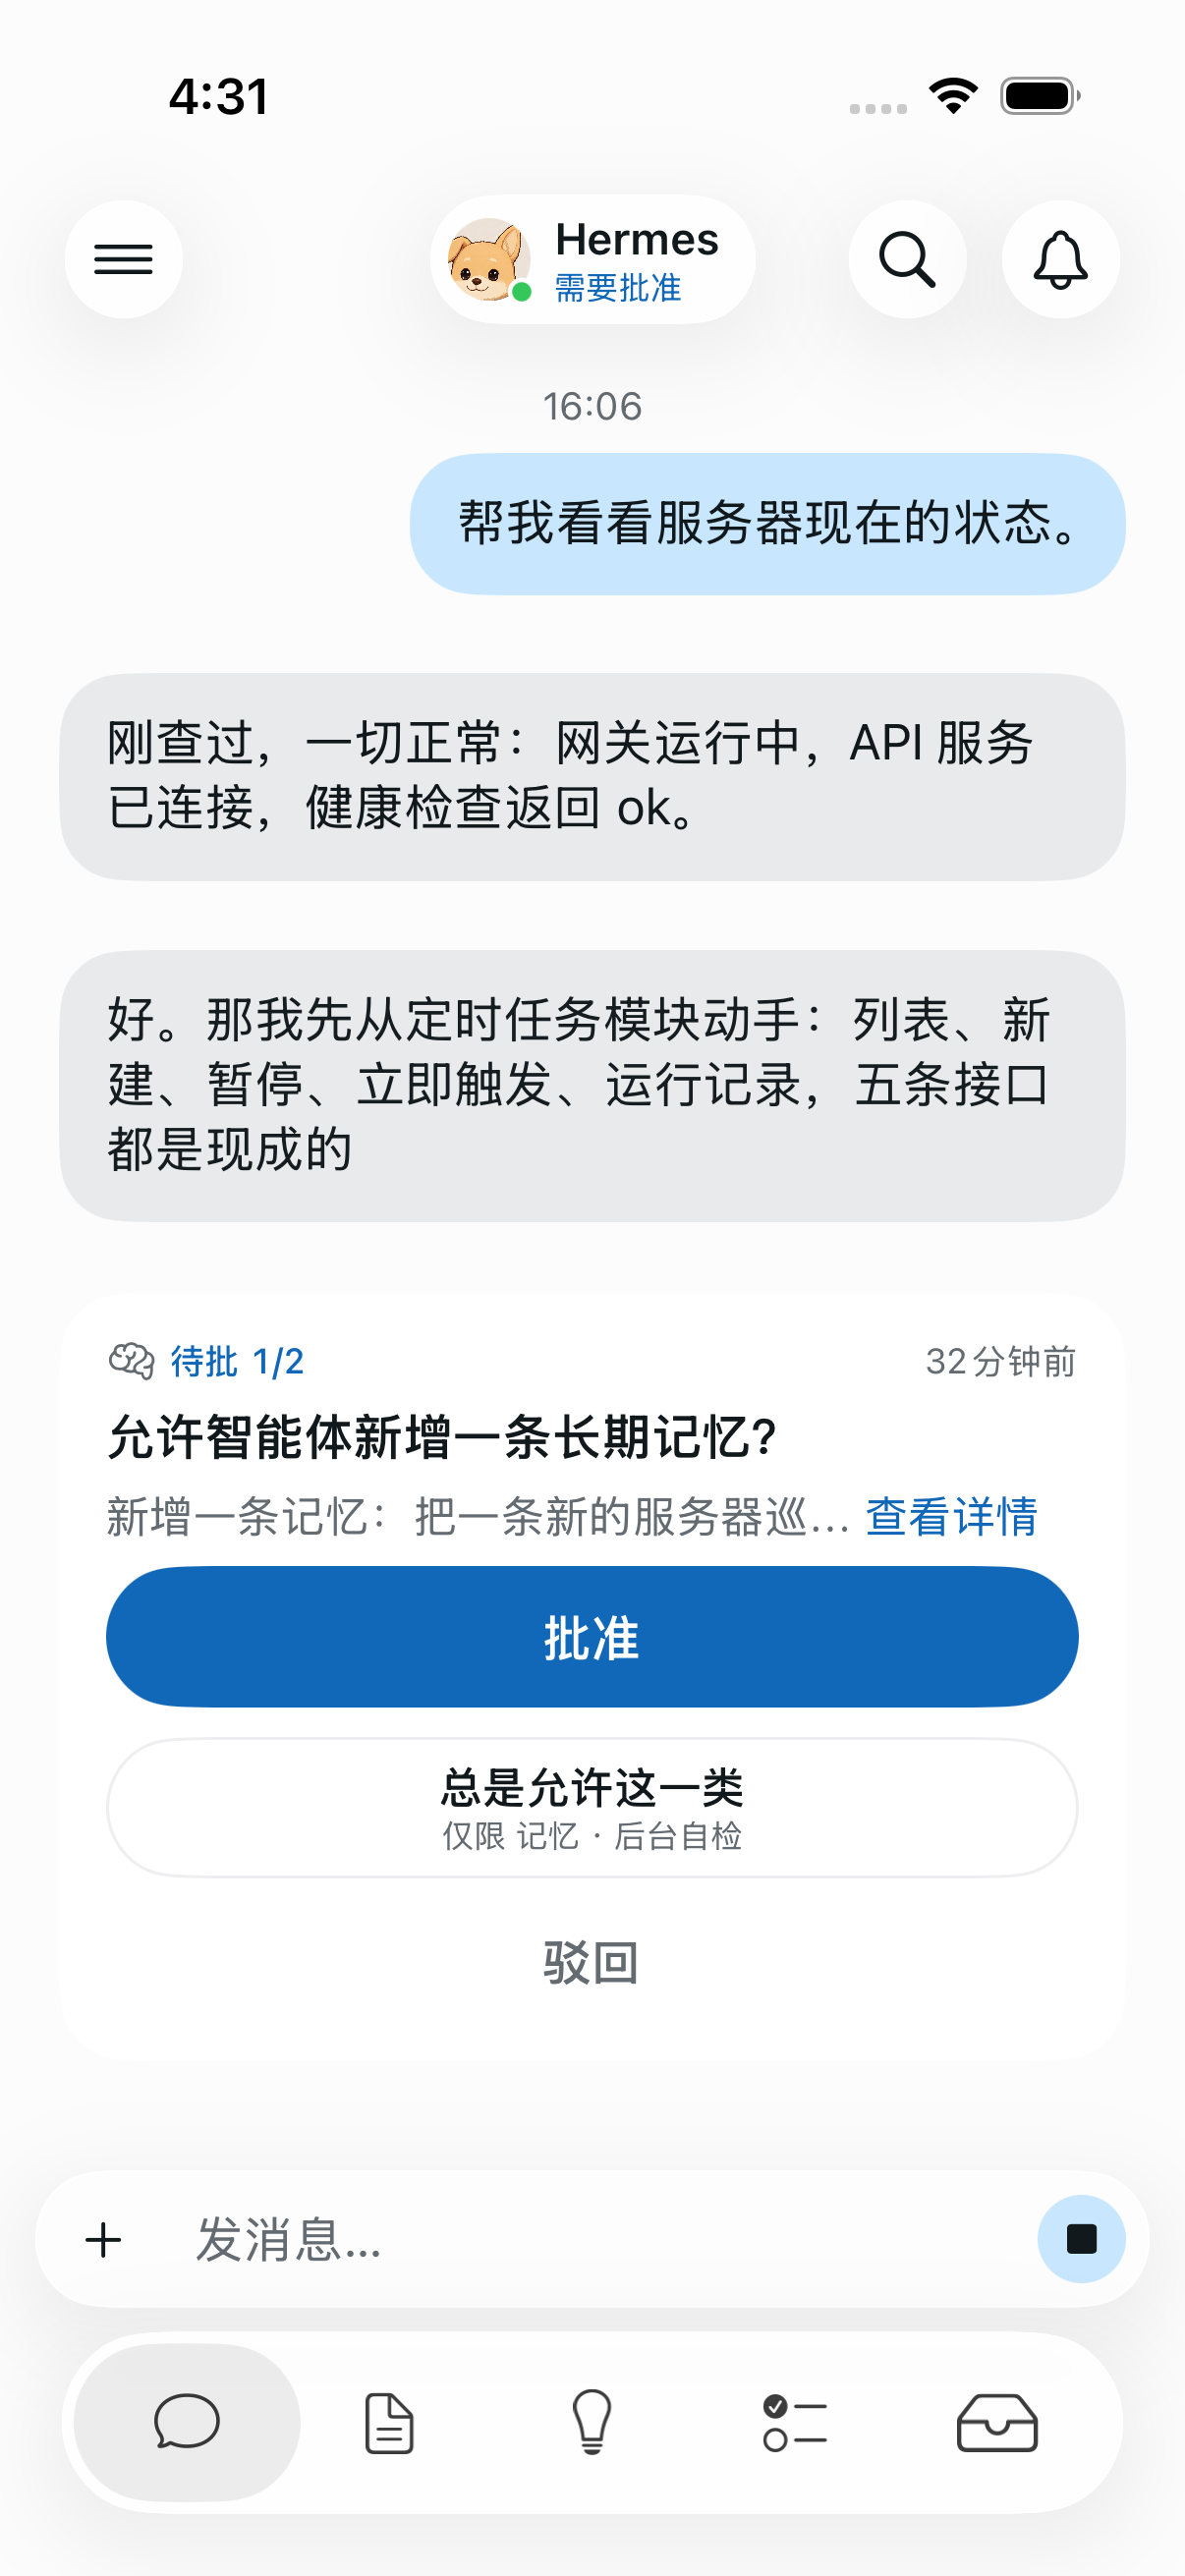 4:31
Hermes
需要批准
16:06
帮我看看服务器现在的状态。
刚查过，一切正常：网关运行中，API 服务
已连接，健康检查返回 ok。
好。那我先从定时任务模块动手：列表、新
建、暂停、立即触发、运行记录，五条接口
都是现成的
待批 1/2
32 分钟前
允许智能体新增一条长期记忆?
新增一条记忆：把一条新的服务器巡... 查看详情
批准
总是允许这一类
仅限 记忆 · 后台自检
驳回
发消息...